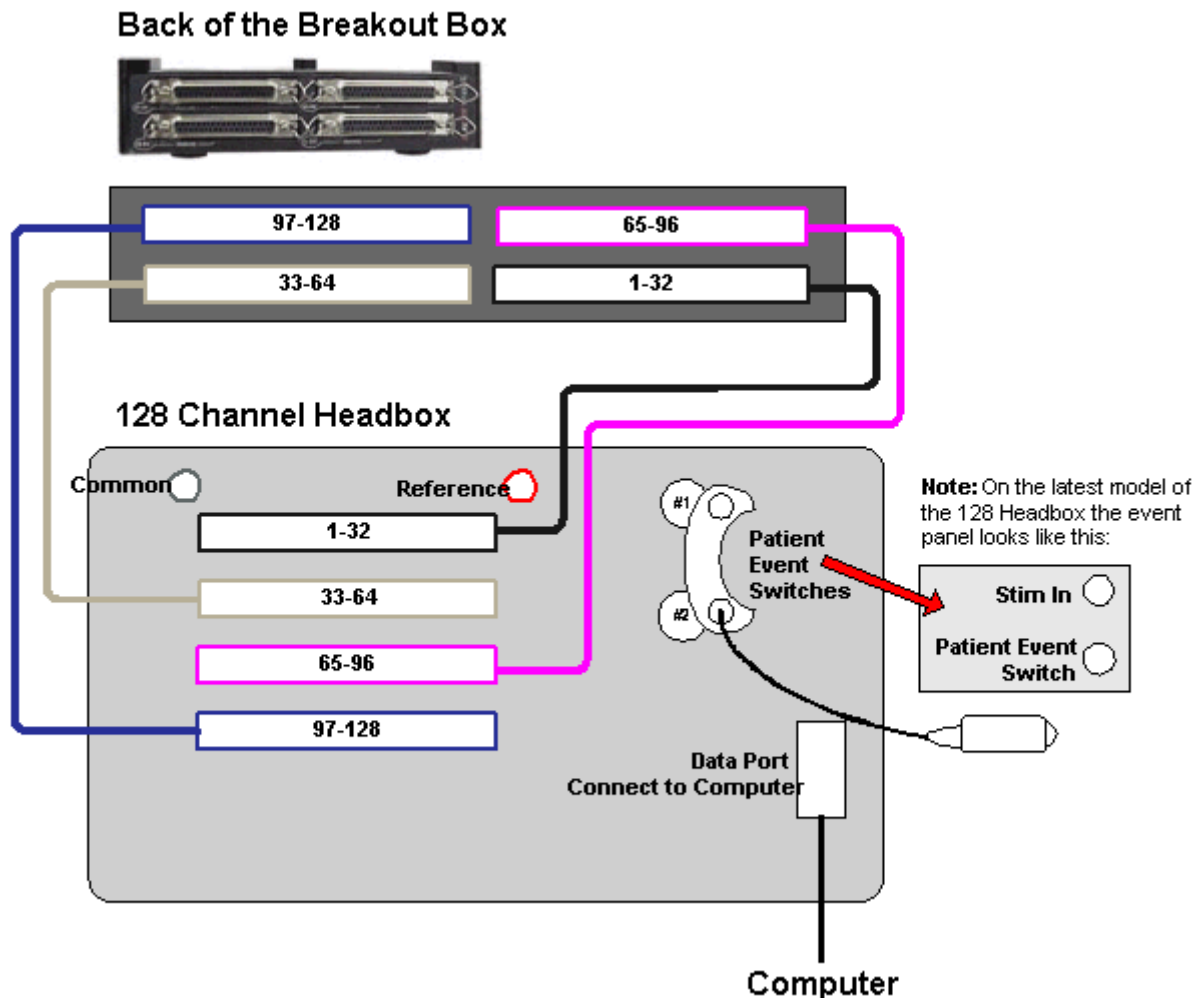 Back of the Breakout Box
97-128
65-96
33-64
1-32
128 Channel Headbox
Common
Reference
1-32
33-64
65-96
97-128
#1
#2
Patient
Event
Switches
Note: On the latest model of
the 128 Headbox the event
panel looks like this:
Stim In
Patient Event
Switch
Data Port
Connect to Computer
Computer